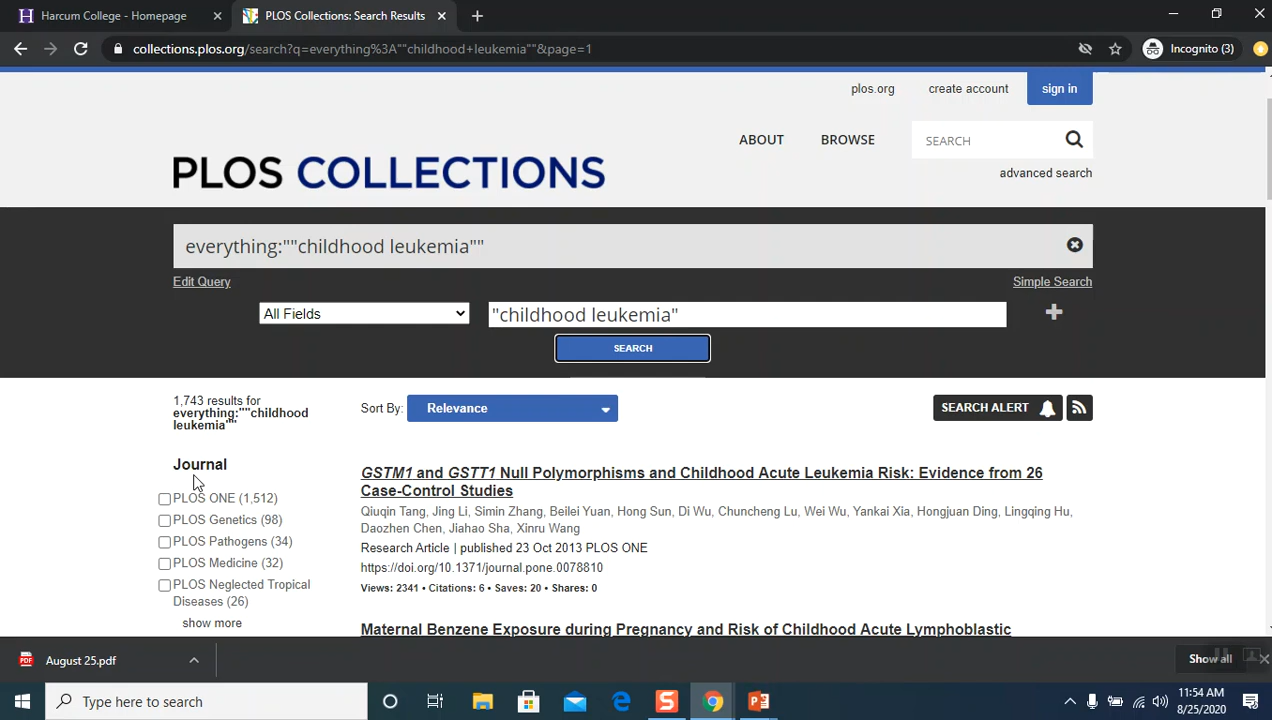 Harcum College - Homepage
PLOS Collections: Search Results
collections.plos.org/search?q=everything%3A""childhood+leukemia""&page=1
Incognito (3)
plos.org
create account
sign in
PLOS COLLECTIONS
ABOUT
BROWSE
SEARCH
advanced search
everything:""childhood leukemia""
Edit Query
Simple Search
All Fields
"childhood leukemia"
SEARCH
1,743 results for
everything:""childhood
leukemia""
Sort By:
Relevance
SEARCH ALERT
Journal
PLOS ONE (1,512)
PLOS Genetics (98)
PLOS Pathogens (34)
PLOS Medicine (32)
PLOS Neglected Tropical
Diseases (26)
show more
GSTM1 and GSTT1 Null Polymorphisms and Childhood Acute Leukemia Risk: Evidence from 26
Case-Control Studies
Qiuqin Tang, Jing Li, Simin Zhang, Beilei Yuan, Hong Sun, Di Wu, Chuncheng Lu, Wei Wu, Yankai Xia, Hongjuan Ding, Lingqing Hu,
Daozhen Chen, Jiahao Sha, Xinru Wang
Research Article | published 23 Oct 2013 PLOS ONE
https://doi.org/10.1371/journal.pone.0078810
Views: 2341 • Citations: 6 • Saves: 20 • Shares: 0
Maternal Benzene Exposure during Pregnancy and Risk of Childhood Acute Lymphoblastic
PDF
August 25.pdf
Show all
Type here to search
S
P
11:54 AM
8/25/2020